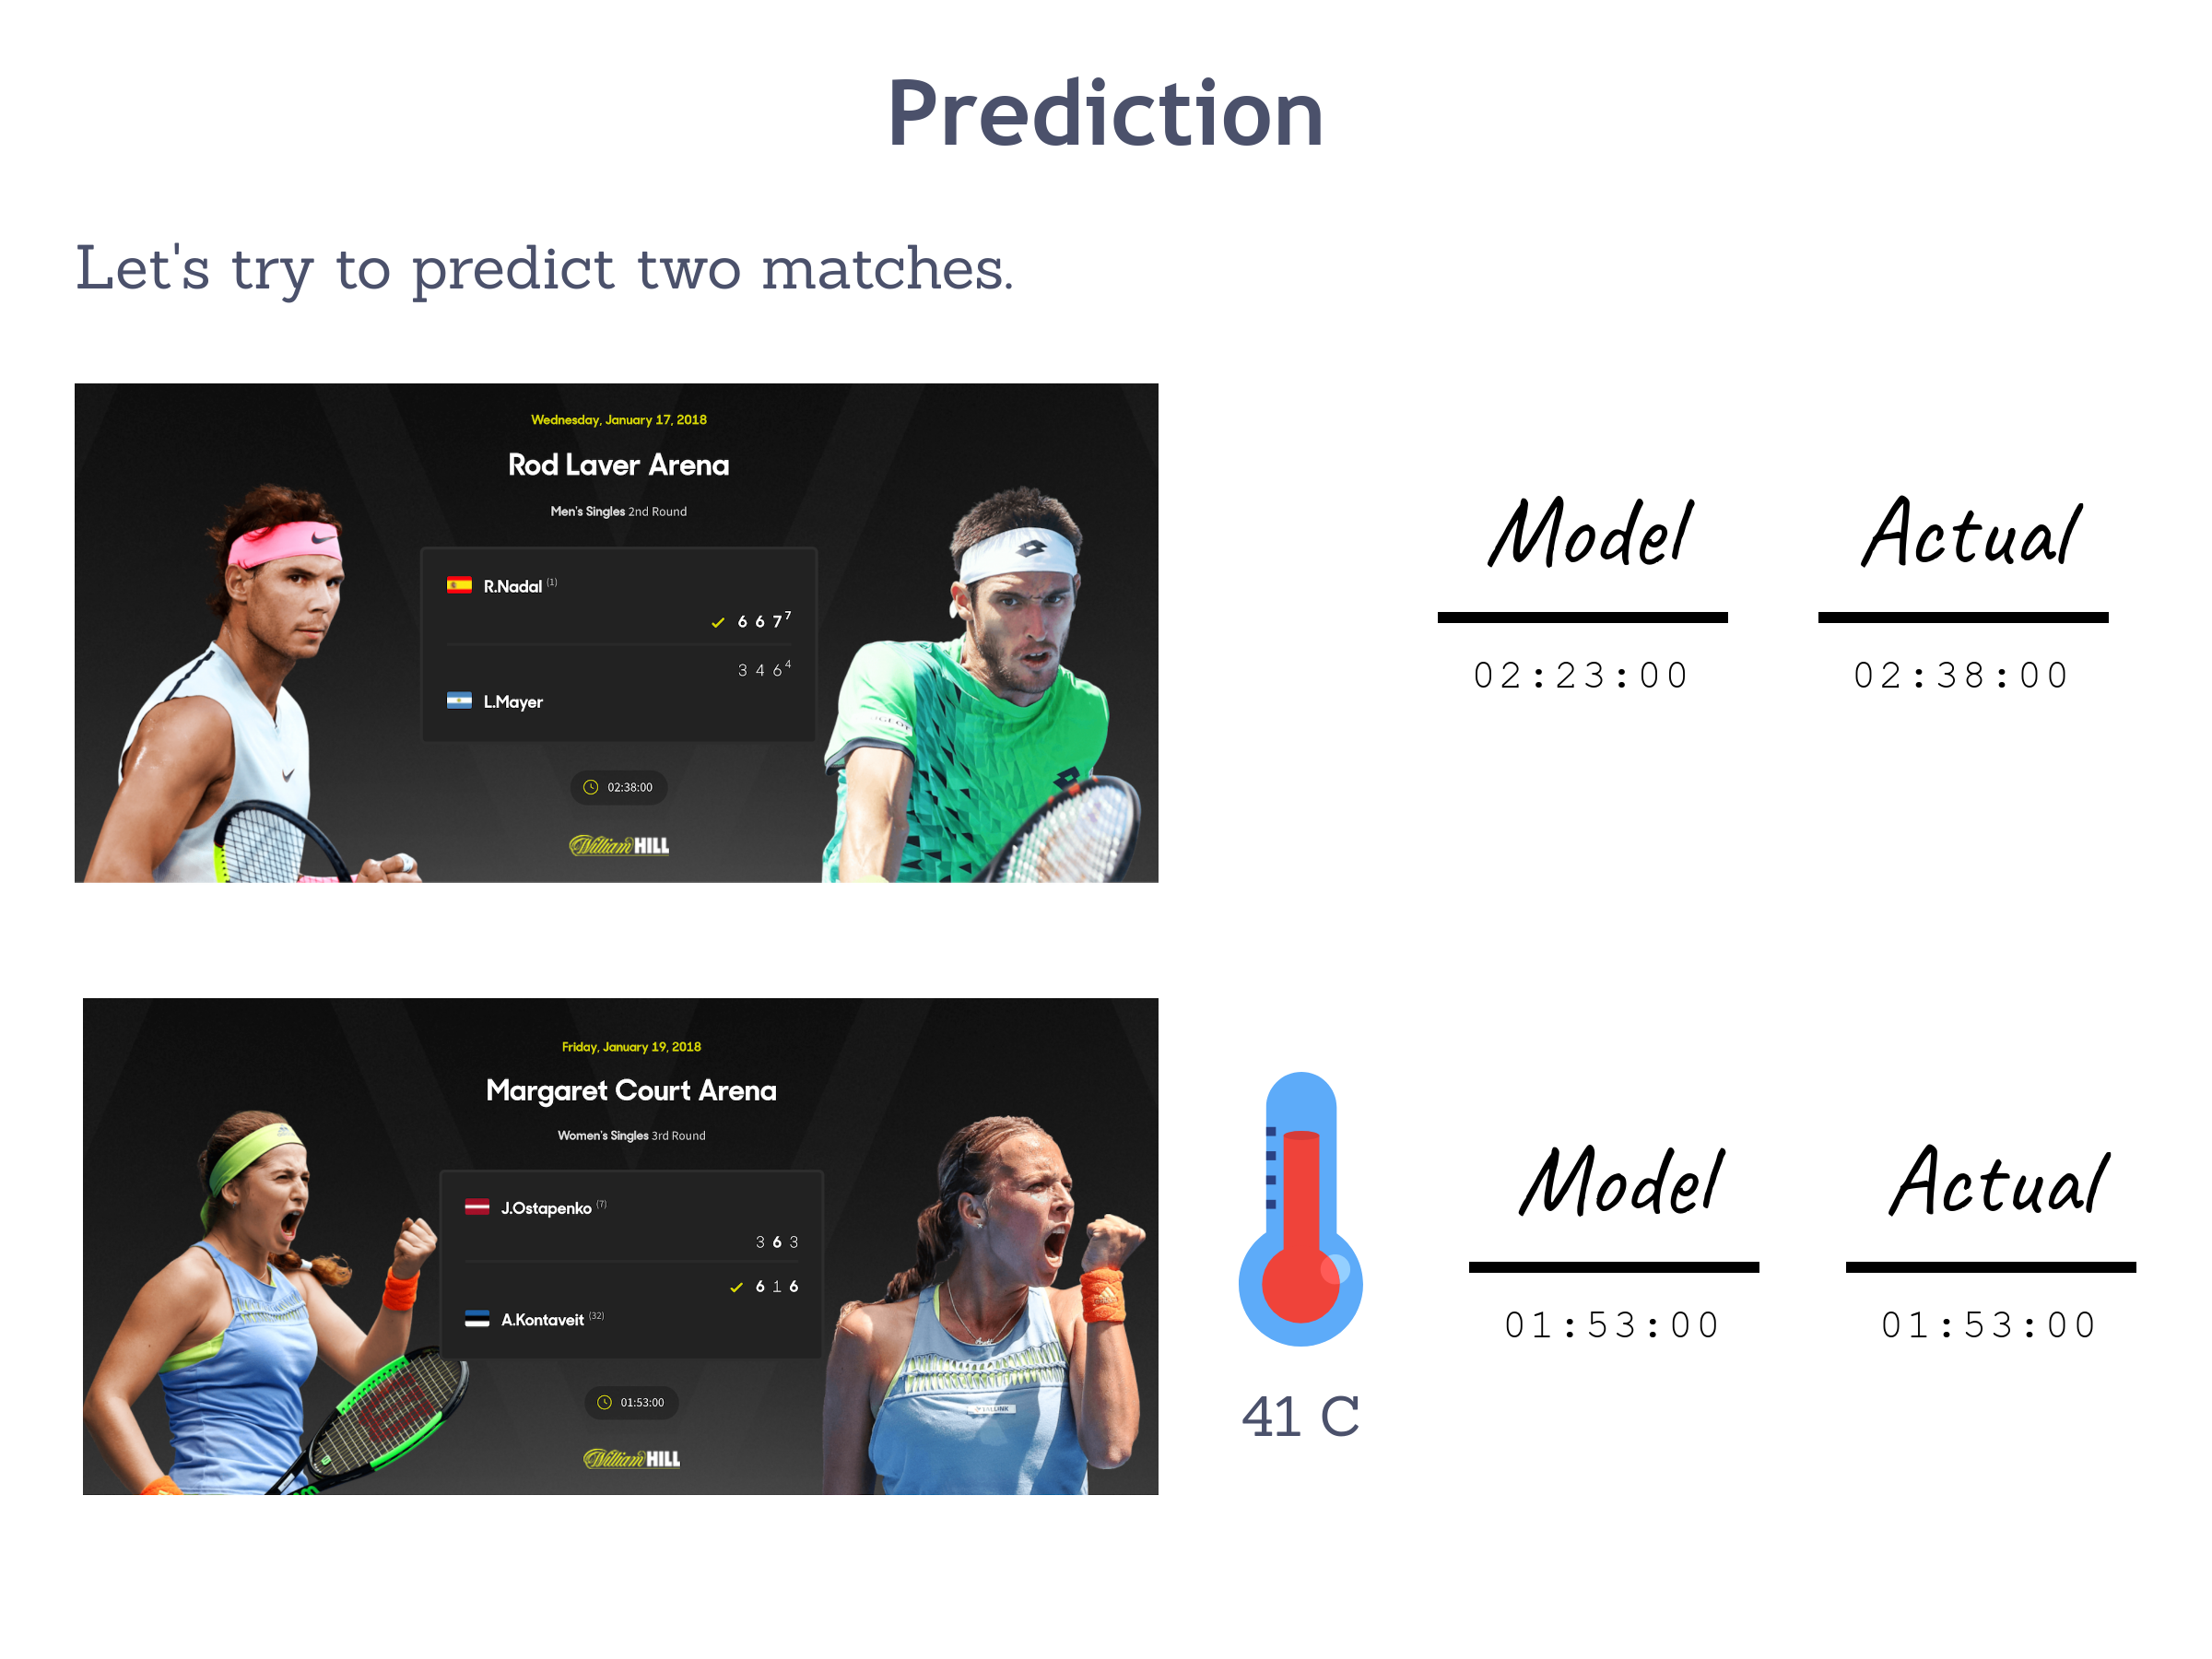 Prediction
Let's try to predict two matches.
Wednesday, January 17, 2018
Rod Laver Arena
Men's Singles 2nd Round
R.Nadal (1)
6 6 7 7
3 4 6 4
L.Mayer
02:38:00
William HILL
Model
Actual
02:23:00
02:38:00
Friday, January 19, 2018
Margaret Court Arena
Women's Singles 3rd Round
J.Ostapenko (7)
3 6 3
6 1 6
A.Kontaveit (32)
01:53:00
William HILL
41 C
Model
Actual
01:53:00
01:53:00